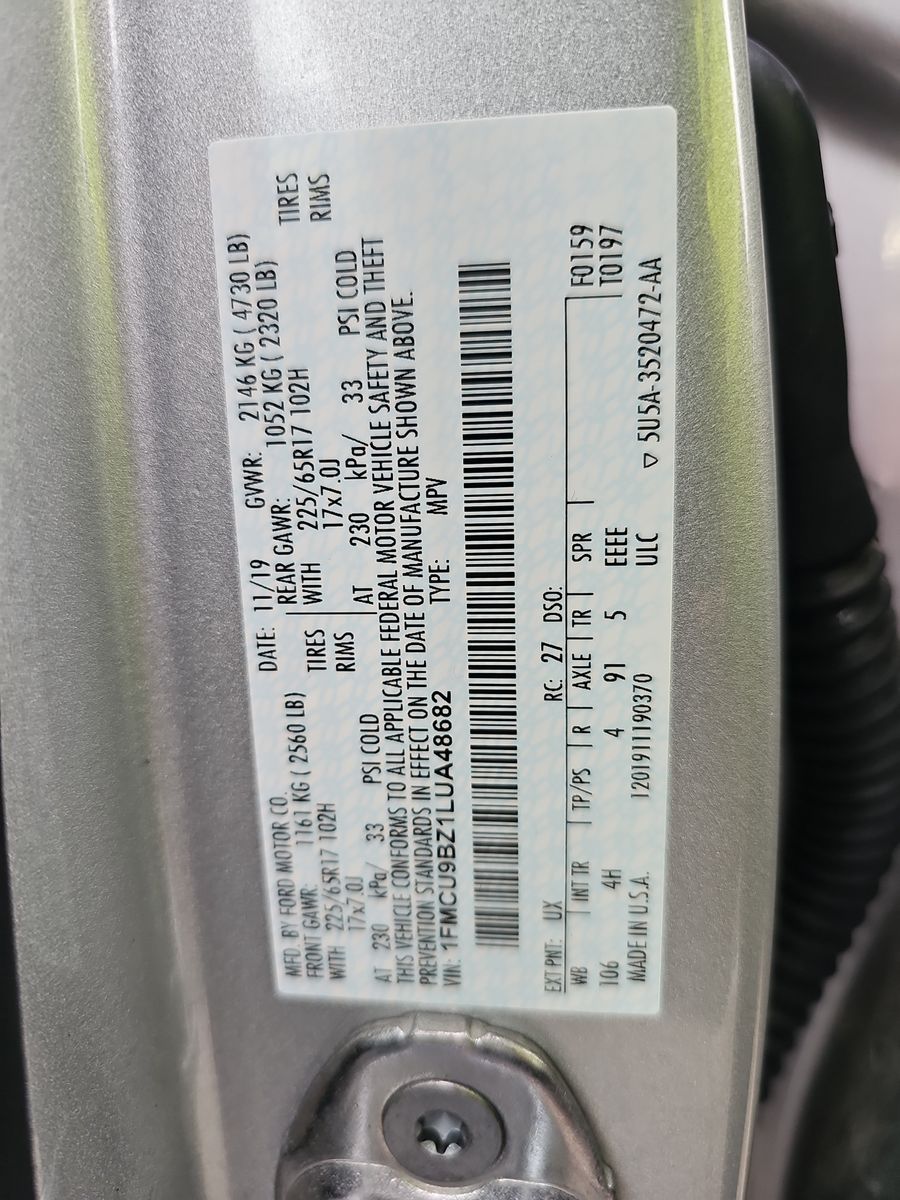 MFD. BY FORD MOTOR CO. DATE: 11/19 GVWR: 2146 KG ( 4730 LB)
FRONT GAWR: 1161 KG ( 2560 LB) REAR GAWR: 1052 KG ( 2320 LB)
WITH 225/65R17 102H TIRES WITH 225/65R17 102H TIRES
17x7.0J RIMS 17x7.0J RIMS
AT 230 kPa/ 33 PSI COLD AT 230 kPa/ 33 PSI COLD
THIS VEHICLE CONFORMS TO ALL APPLICABLE FEDERAL MOTOR VEHICLE SAFETY AND THEFT
PREVENTION STANDARDS IN EFFECT ON THE DATE OF MANUFACTURE SHOWN ABOVE.
VIN: 1FMCU9BZ1LUA48682 TYPE: MPV
EXT PNT: UX RC: 27 DSO:
WB INT TR TP/PS R AXLE TR SPR F0159
106 4H 4 91 5 EEEE T0197
MADE IN U.S.A. 1201911190370 ULC ▽ 5U5A-3520472-AA